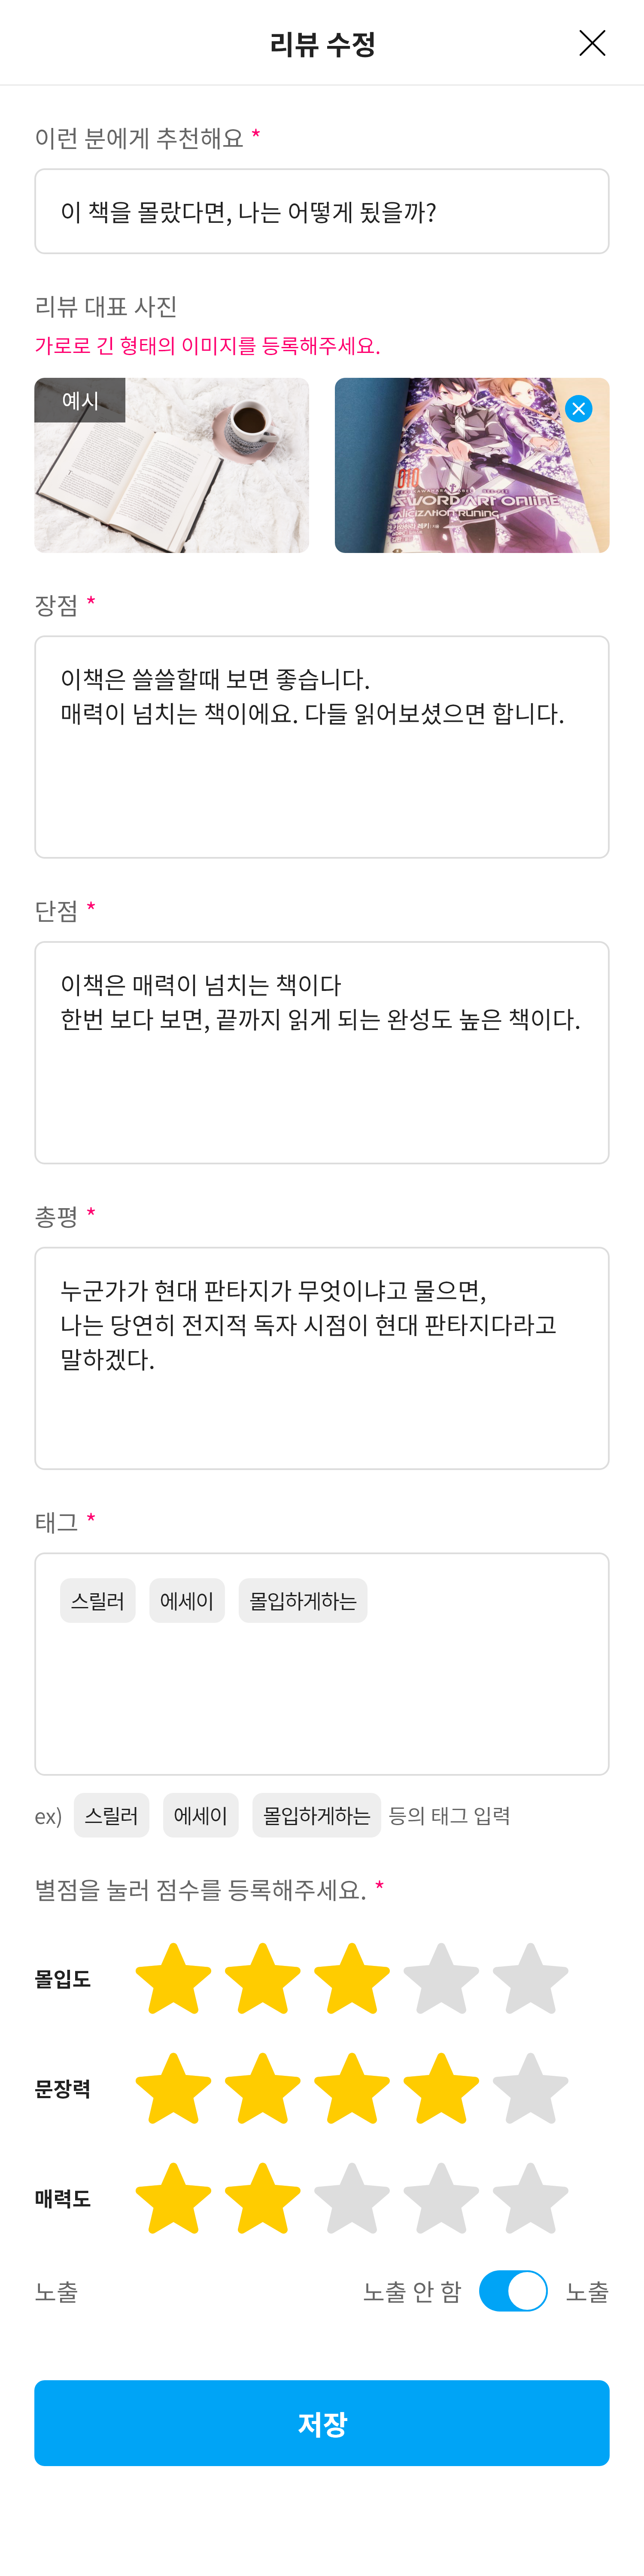 리뷰 수정
이런 분에게 추천해요 *
이 책을 몰랐다면, 나는 어떻게 됬을까?
리뷰 대표 사진
가로로 긴 형태의 이미지를 등록해주세요.
예시
SWORD ART ONLINE
ALICIZATION RUNNING
장점 *
이책은 쓸쓸할때 보면 좋습니다.
매력이 넘치는 책이에요. 다들 읽어보셨으면 합니다.
단점 *
이책은 매력이 넘치는 책이다
한번 보다 보면, 끝까지 읽게 되는 완성도 높은 책이다.
총평 *
누군가가 현대 판타지가 무엇이냐고 물으면,
나는 당연히 전지적 독자 시점이 현대 판타지다라고
말하겠다.
태그 *
스릴러 에세이 몰입하게하는
ex) 스릴러 에세이 몰입하게하는 등의 태그 입력
별점을 눌러 점수를 등록해주세요. *
몰입도
문장력
매력도
노출 노출 안 함 노출
저장